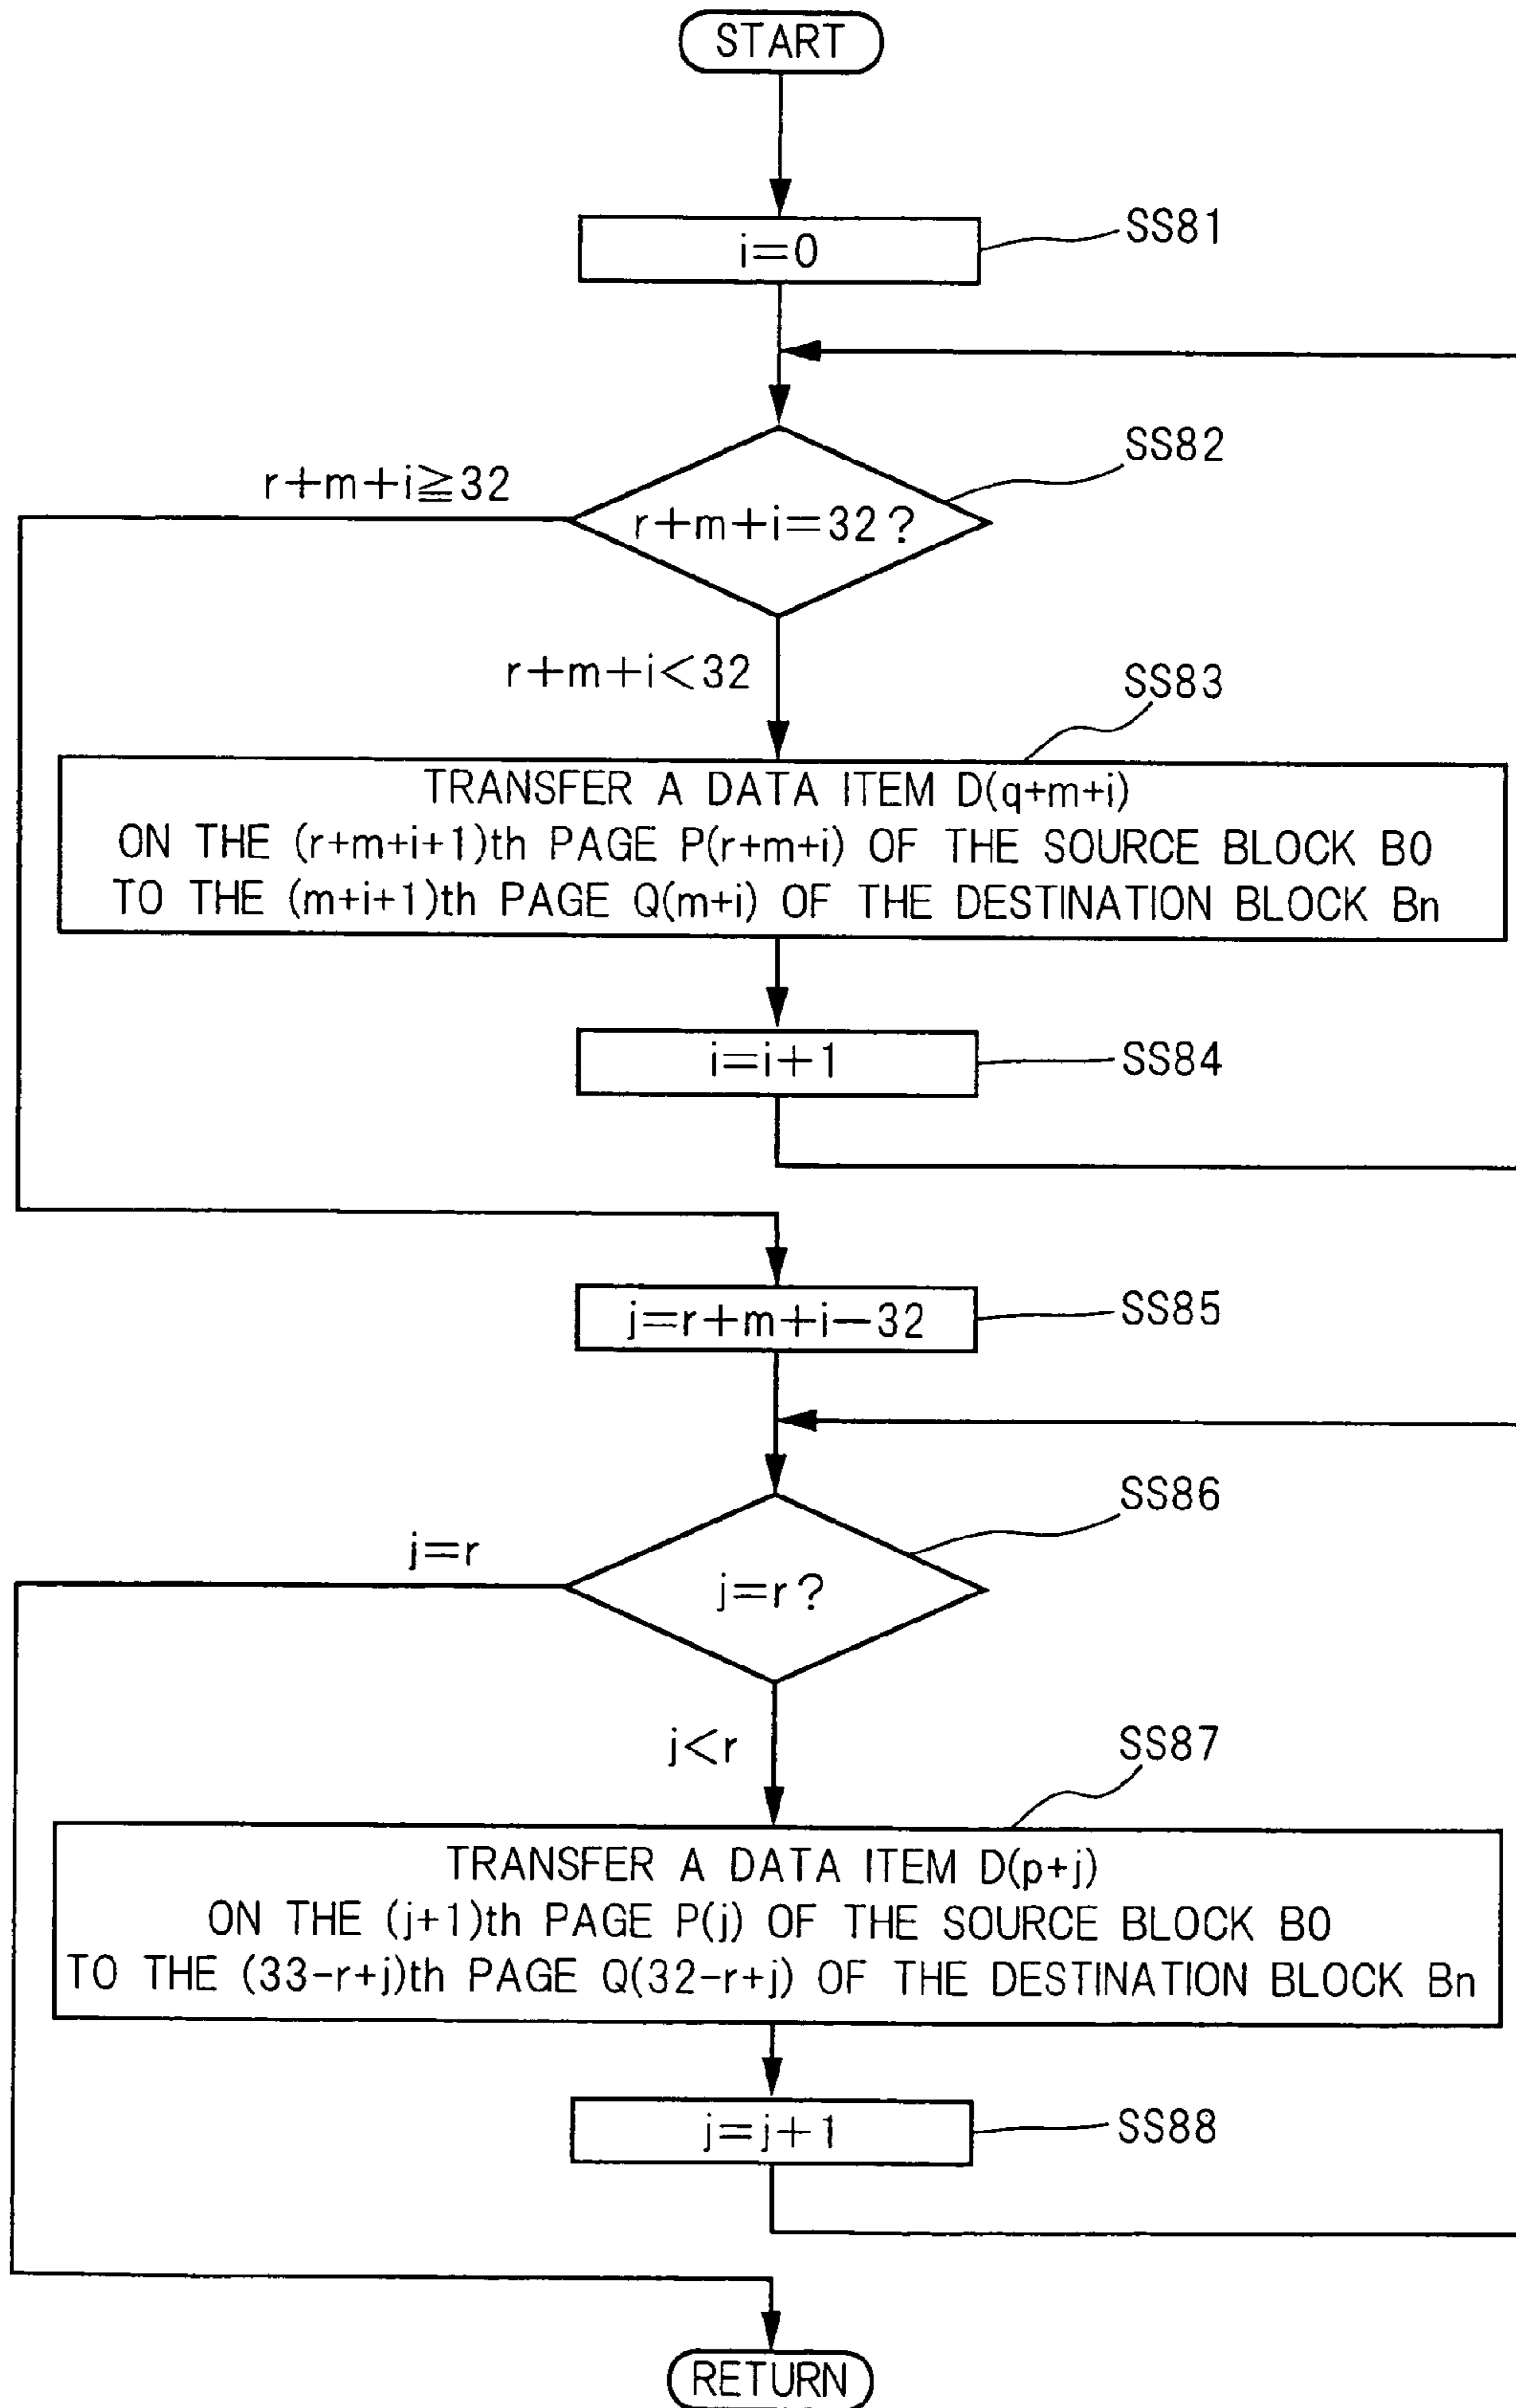 START
i=0
SS81
SS82
r+m+i≧32
r+m+i=32?
r+m+i<32
SS83
TRANSFER A DATA ITEM D(q+m+i)
ON THE (r+m+i+1)th PAGE P(r+m+i) OF THE SOURCE BLOCK B0
TO THE (m+i+1)th PAGE Q(m+i) OF THE DESTINATION BLOCK Bn
i=i+1
SS84
j=r+m+i−32
SS85
SS86
j=r
j=r?
j<r
SS87
TRANSFER A DATA ITEM D(p+j)
ON THE (j+1)th PAGE P(j) OF THE SOURCE BLOCK B0
TO THE (33-r+j)th PAGE Q(32-r+j) OF THE DESTINATION BLOCK Bn
j=j+1
SS88
RETURN